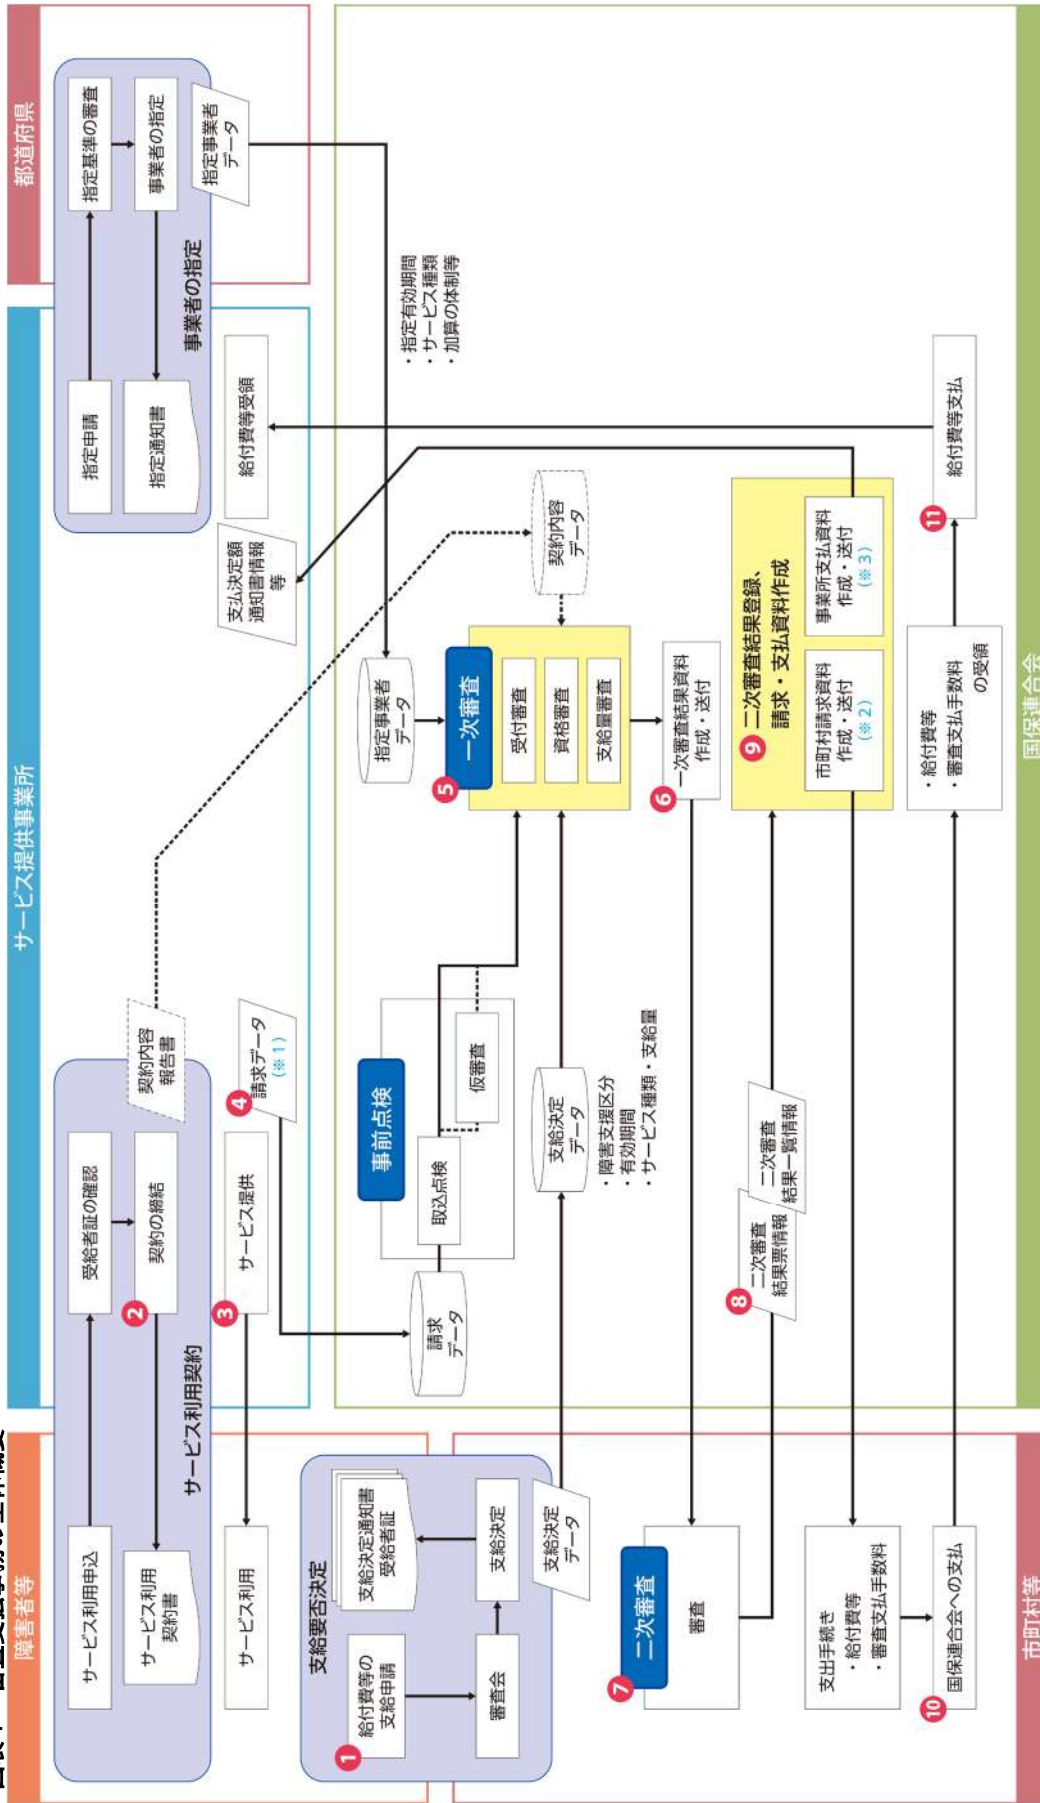 障害者等
サービス提供事業所
都道府県
サービス利用申込
受給者証の確認
指定申請
指定基準の審査
サービス利用
契約書
❷
契約の締結
契約内容
報告書
指定通知書
事業者の指定
サービス利用契約
事業者の指定
指定事業者
データ
サービス利用
❸
サービス提供
❹
請求データ
(※1)
支払決定額
通知書情報
等
給付費等受領
支給要否決定
❶
給付費等の
支給申請
支給決定通知書
受給者証
審査会
支給決定
支給決定
データ
請求
データ
事前点検
取込点検
仮審査
指定事業者
データ
・指定有効期間
・サービス種類
・加算の体制等
❺
一次審査
受付審査
資格審査
支給量審査
契約内容
データ
支給決定
データ
・障害支援区分
・有効期間
・サービス種類・支給量
❻
一次審査結果資料
作成・送付
❼
二次審査
審査
❽
二次審査
結果票情報
二次審査
結果一覧情報
❾
二次審査結果登録、
請求・支払資料作成
市町村請求資料
作成・送付
(※2)
事業所支払資料
作成・送付
(※3)
支出手続き
・給付費等
・審査支払手数料
❿
国保連合会への支払
・給付費等
・審査支払手数料
の受領
⓫
給付費等支払
市町村等
国保連合会